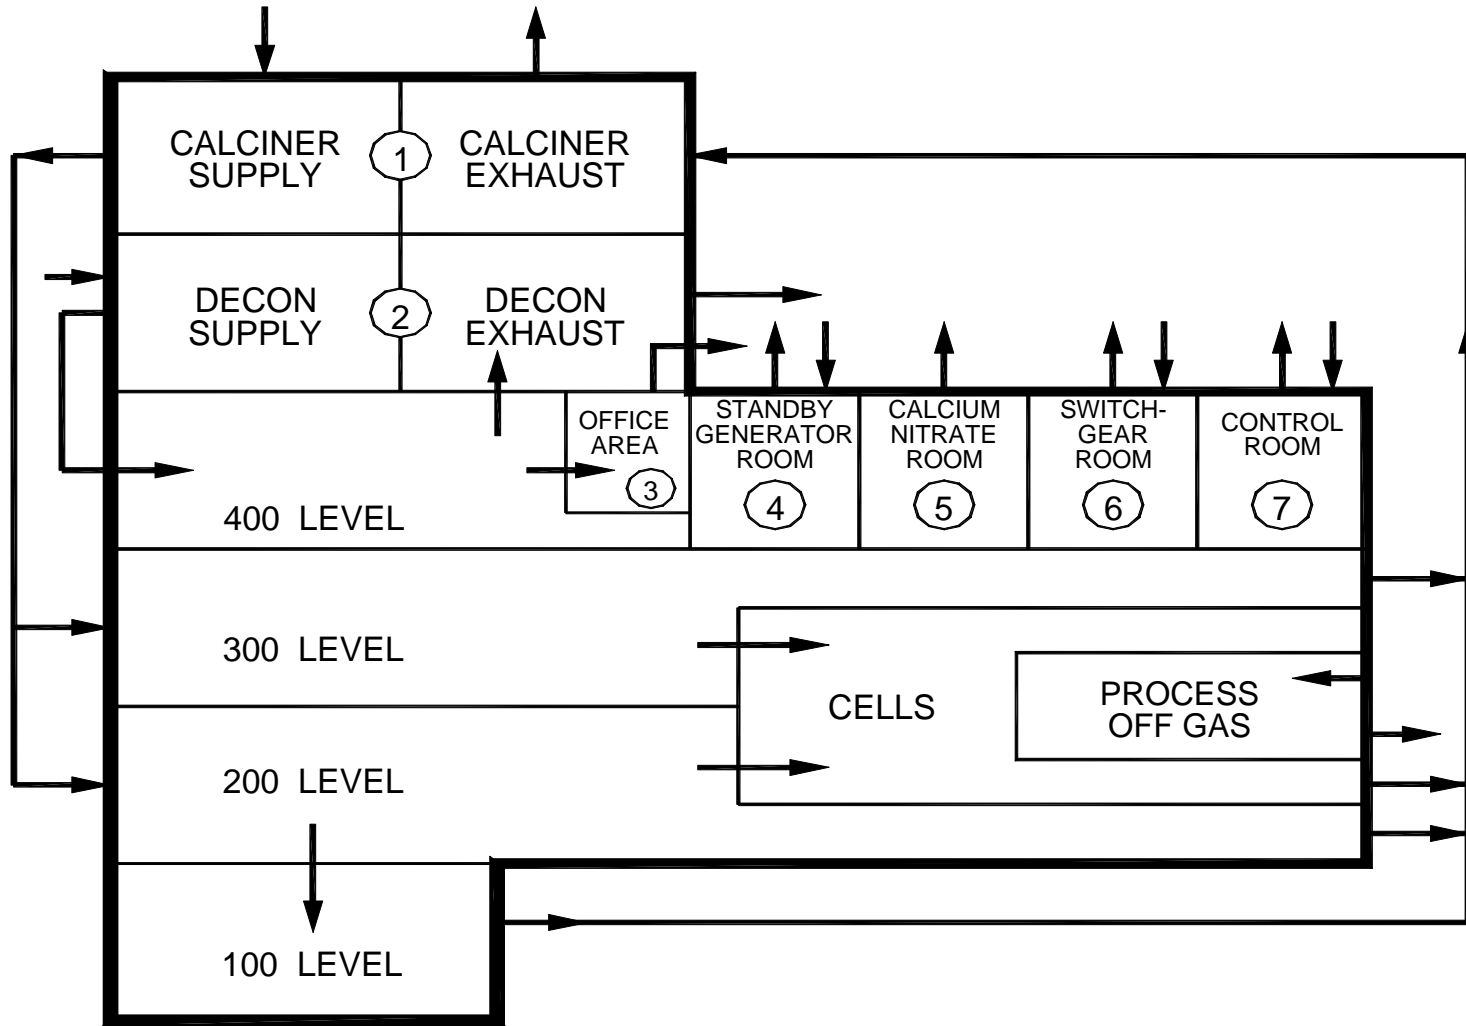 CALCINER
SUPPLY
1
CALCINER
EXHAUST
DECON
SUPPLY
2
DECON
EXHAUST
OFFICE
AREA
3
STANDBY
GENERATOR
ROOM
4
CALCIUM
NITRATE
ROOM
5
SWITCH-
GEAR
ROOM
6
CONTROL
ROOM
7
400 LEVEL
300 LEVEL
CELLS
PROCESS
OFF GAS
200 LEVEL
100 LEVEL